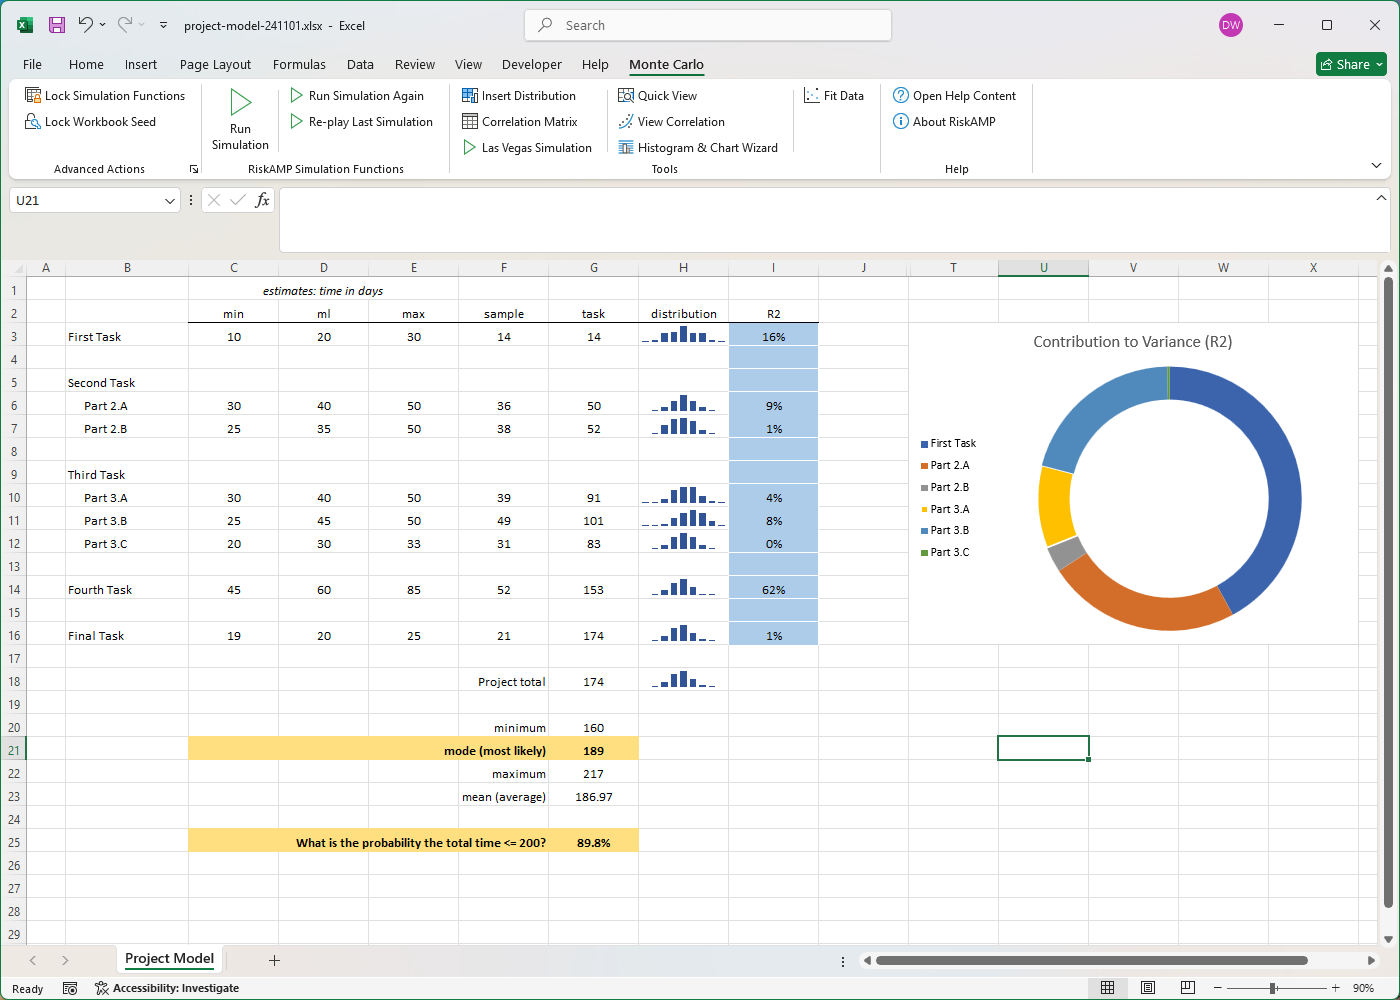 project-model-241101.xlsx - Excel
Search
DW
File Home Insert Page Layout Formulas Data Review View Developer Help Monte Carlo
Share
Lock Simulation Functions
Lock Workbook Seed
Advanced Actions
Run
Simulation
Run Simulation Again
Re-play Last Simulation
RiskAMP Simulation Functions
Insert Distribution
Correlation Matrix
Las Vegas Simulation
Quick View
View Correlation
Histogram & Chart Wizard
Tools
Fit Data
Open Help Content
About RiskAMP
Help
U21
fx
A B C D E F G H I J T U V W X
1 estimates: time in days
2 min ml max sample task distribution R2
3 First Task 10 20 30 14 14 16%
4
5 Second Task
6 Part 2.A 30 40 50 36 50 9%
7 Part 2.B 25 35 50 38 52 1%
8
9 Third Task
10 Part 3.A 30 40 50 39 91 4%
11 Part 3.B 25 45 50 49 101 8%
12 Part 3.C 20 30 33 31 83 0%
13
14 Fourth Task 45 60 85 52 153 62%
15
16 Final Task 19 20 25 21 174 1%
17
18 Project total 174
19
20 minimum 160
21 mode (most likely) 189
22 maximum 217
23 mean (average) 186.97
24
25 What is the probability the total time <= 200? 89.8%
26
27
28
29
Contribution to Variance (R2)
First Task
Part 2.A
Part 2.B
Part 3.A
Part 3.B
Part 3.C
Project Model
Ready
Accessibility: Investigate
90%